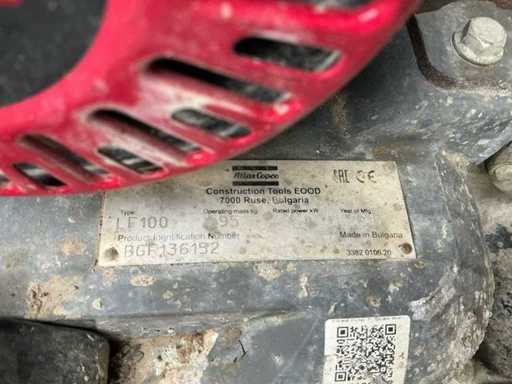 Atlas Copco
EAC CE
Construction Tools EOOD
7000 Ruse, Bulgaria
Type Operating mass kg Rated power kW Year of Mfg
LF100
Product Identification Number Made in Bulgaria
3382 0106 20